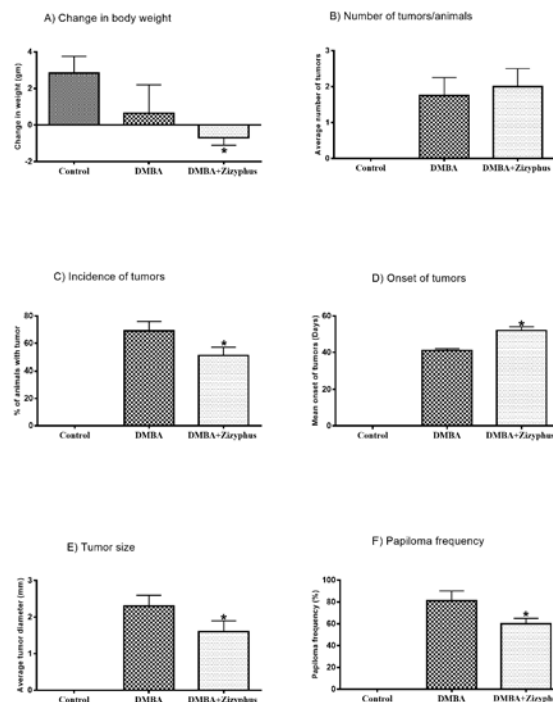 A) Change in body weight
Change in weight (gm)
4
2
0
-2
*
Control DMBA DMBA+Zizyphus
B) Number of tumors/animals
Average number of tumors
3
2
1
0
Control DMBA DMBA+Zizyphus
C) Incidence of tumors
% of animals with tumor
80
60
40
20
0
*
Control DMBA DMBA+Zizyphus
D) Onset of tumors
Mean onset of tumors (Days)
60
40
20
0
*
Control DMBA DMBA+Zizyphus
E) Tumor size
Average tumor diameter (mm)
3
2
1
0
*
Control DMBA DMBA+Zizyphus
F) Papiloma frequency
Papiloma frequency (%)
100
80
60
40
20
0
*
Control DMBA DMBA+Zizyphus